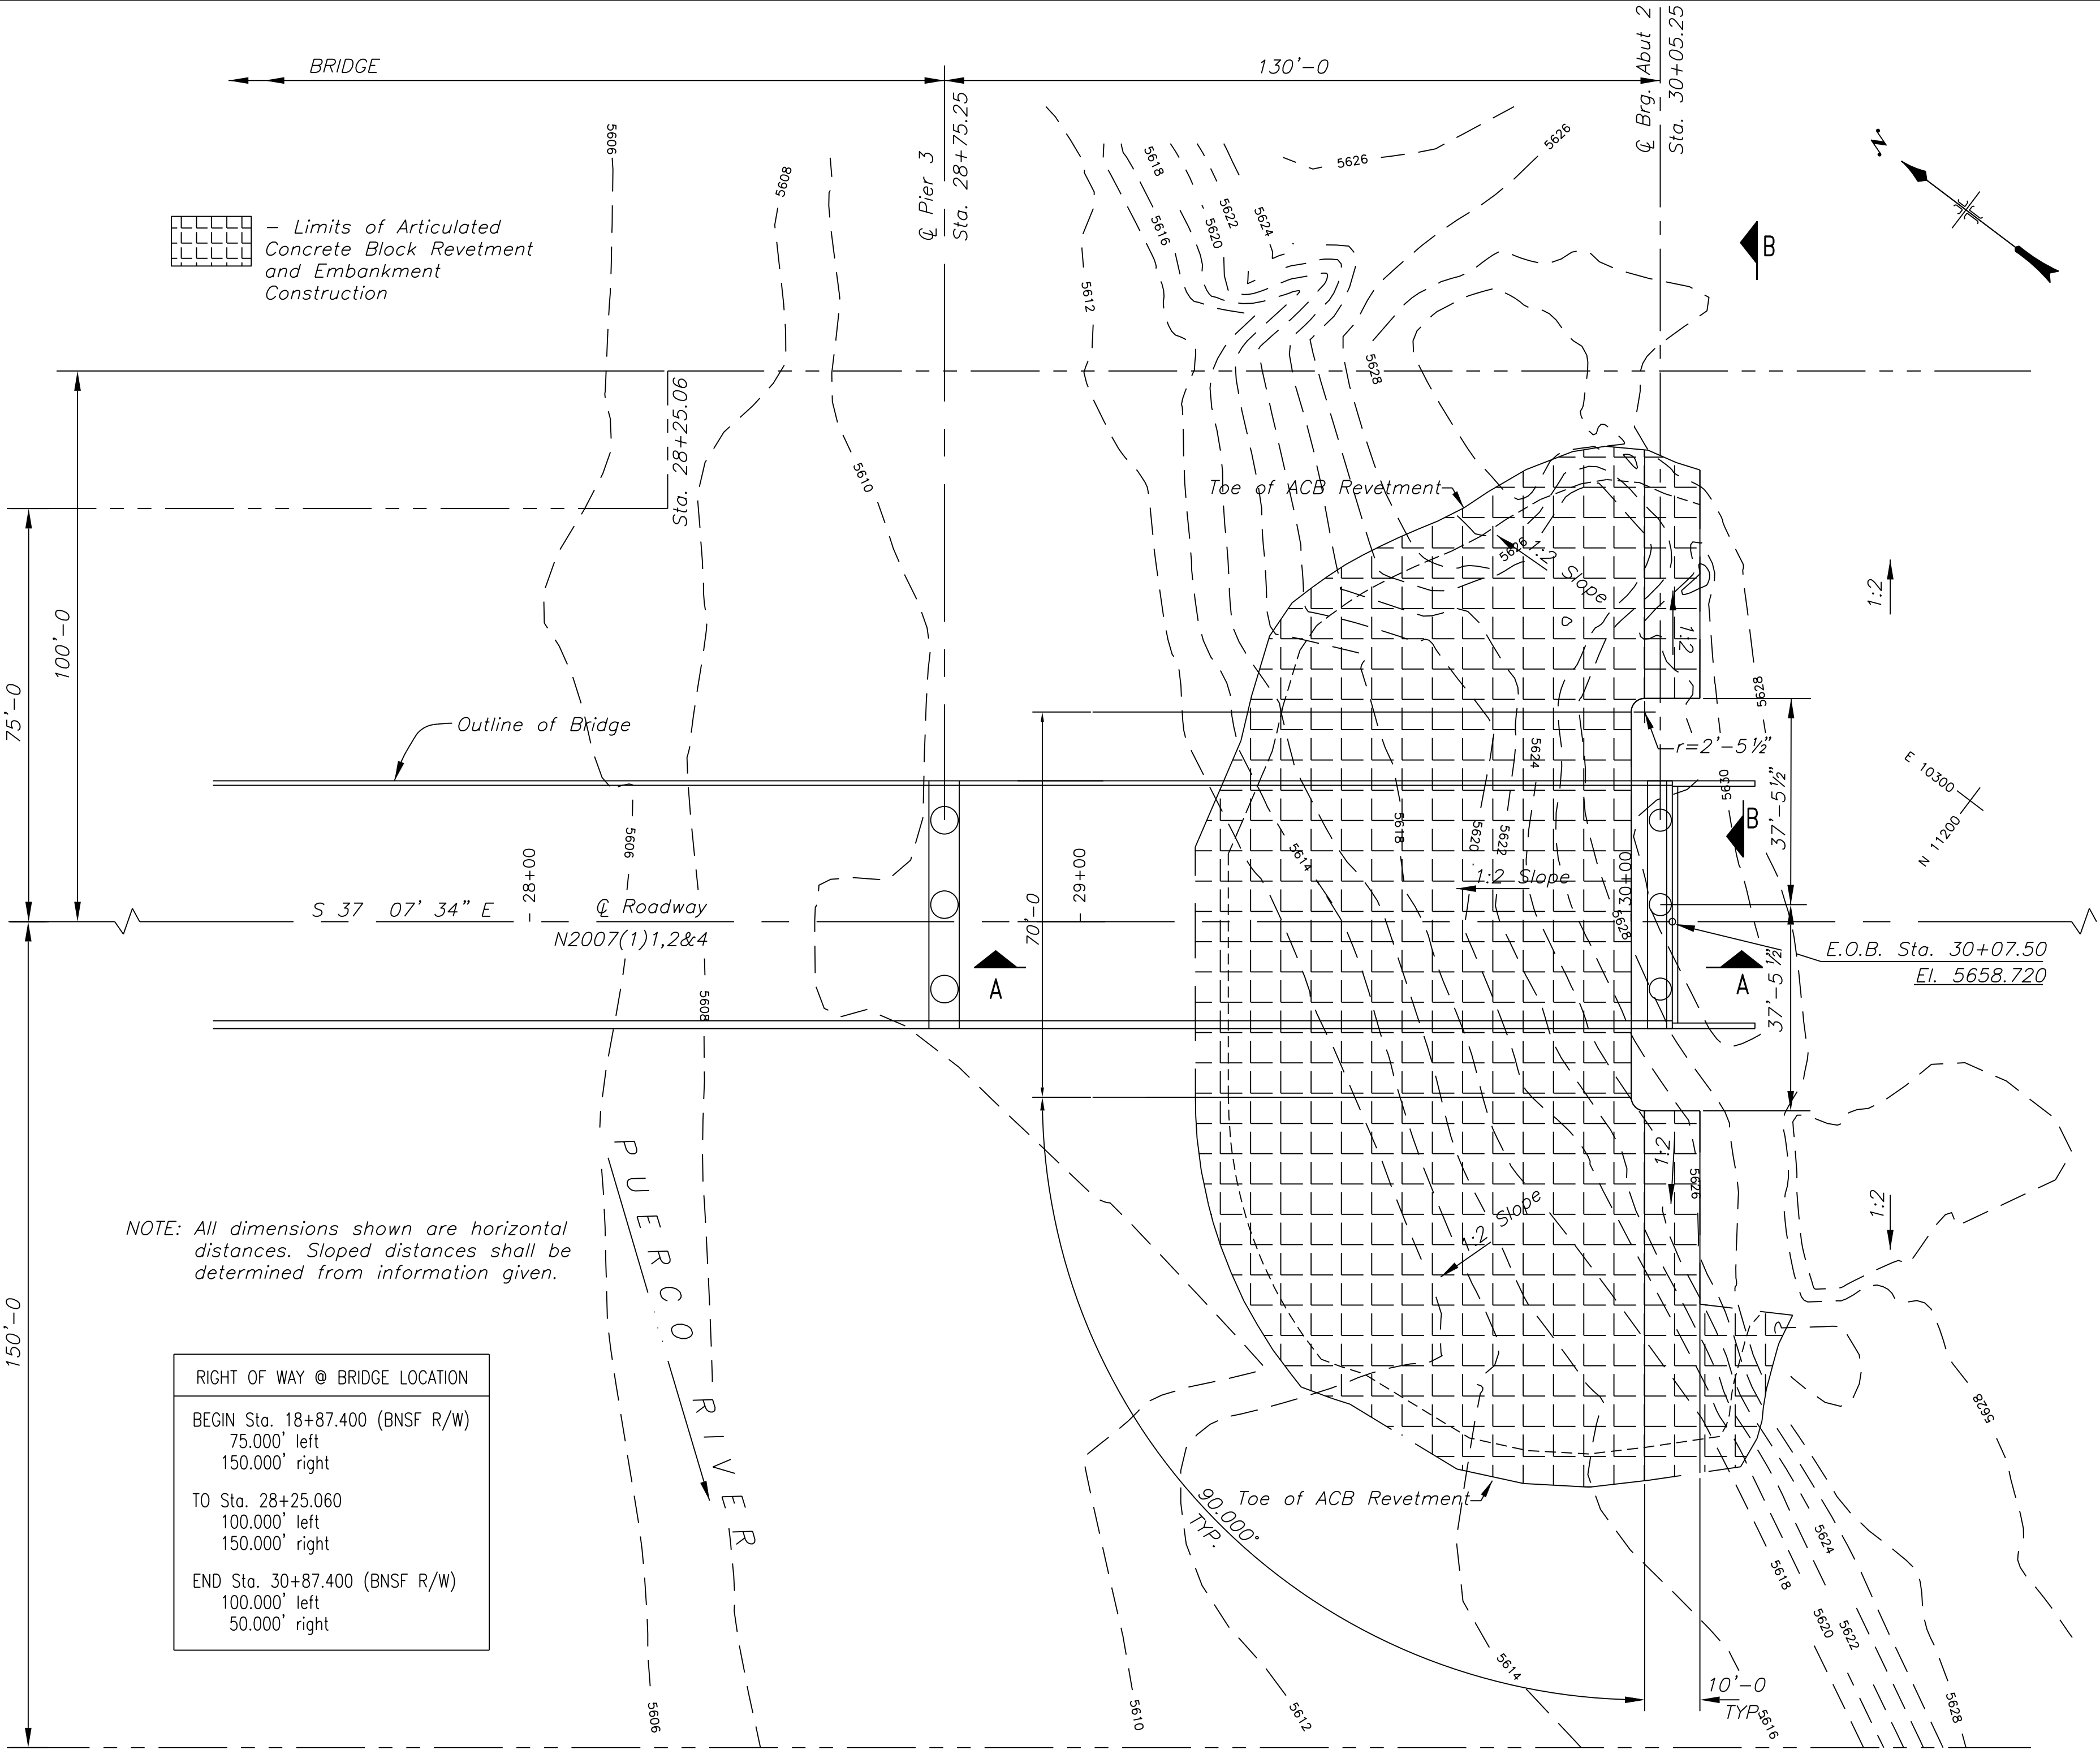 BRIDGE
130'-0
℄ Brg. Abut 2
Sta. 30+05.25
℄ Pier 3
Sta. 28+75.25
N
5606
5608
5618
5616
5620
5622
5624
5626
5626
5612
B
– Limits of Articulated
Concrete Block Revetment
and Embankment
Construction
5628
Sta. 28+25.06
5610
Toe of ACB Revetment
5626
1:2 Slope
1:2
1:2
100'-0
75'-0
Outline of Bridge
5628
r=2'-5½"
5624
5630
37'-5½"
E 10300
N 11200
B
5606
5618
5620
5622
5614
28+00
29+00
30+00
1:2 Slope
70'-0
S 37 07' 34" E
℄ Roadway
N2007(1)1,2&4
5628
E.O.B. Sta. 30+07.50
El. 5658.720
A
A
5608
37'-5½"
PUERCO RIVER
1:2
5626
1:2
1:2 Slope
NOTE: All dimensions shown are horizontal
distances. Sloped distances shall be
determined from information given.
150'-0
RIGHT OF WAY @ BRIDGE LOCATION
BEGIN Sta. 18+87.400 (BNSF R/W)
75.000' left
150.000' right
TO Sta. 28+25.060
100.000' left
150.000' right
END Sta. 30+87.400 (BNSF R/W)
100.000' left
50.000' right
5628
90.000°
TYP.
Toe of ACB Revetment
5624
5618
5620
5622
5614
10'-0
TYP.
5616
5628
5606
5610
5612